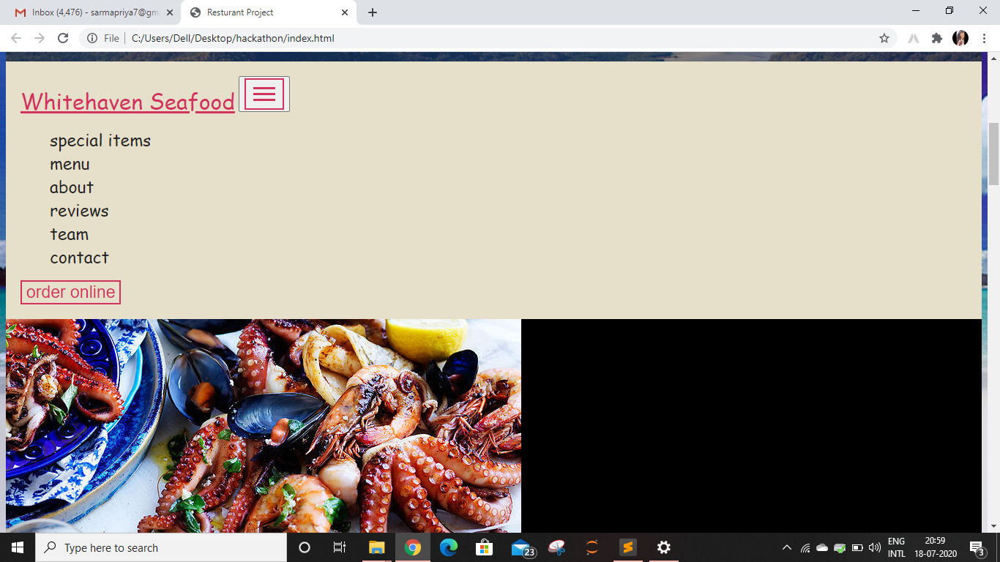 Inbox (4,476) - sarmapriya7@gm
Resturant Project
File
C:/Users/Dell/Desktop/hackathon/index.html
Whitehaven Seafood
special items
menu
about
reviews
team
contact
order online
Type here to search
23
ENG
INTL
20:59
18-07-2020
3